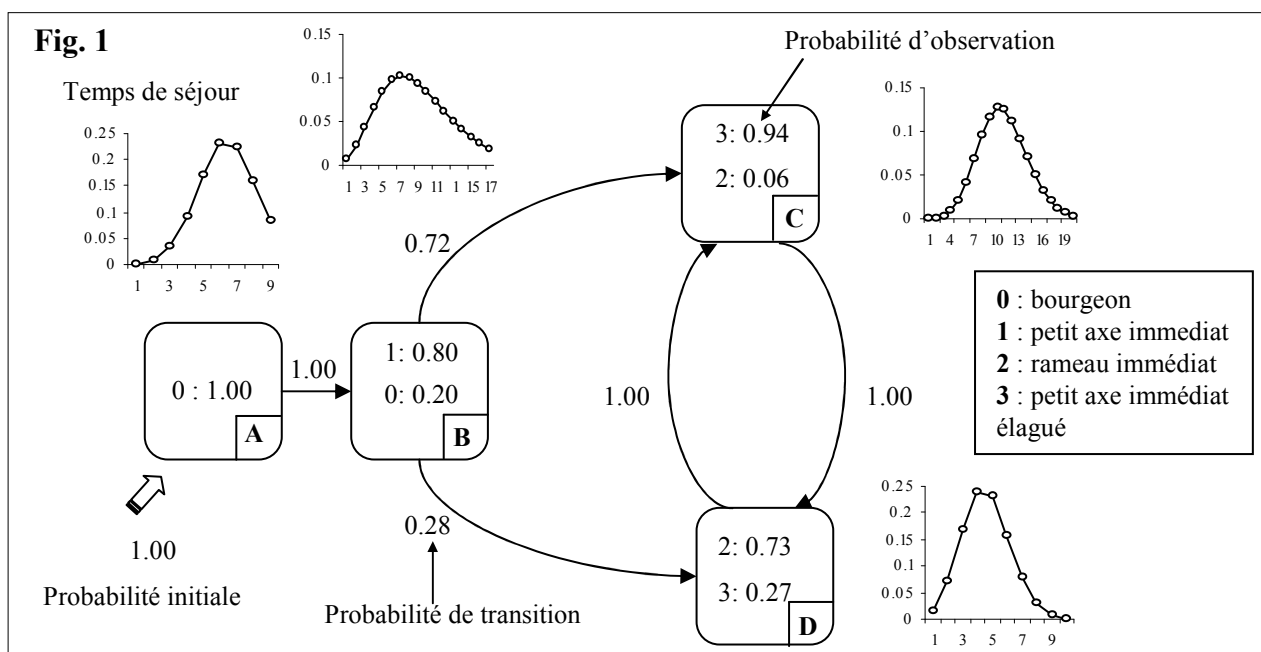 Fig. 1
Temps de séjour
Probabilité d'observation
0.25
0.2
0.15
0.1
0.05
0
1 3 5 7 9
0.15
0.1
0.05
0
1 3 5 7 9 11 1 15 17
3: 0.94
2: 0.06
C
0.15
0.1
0.05
0
1 4 7 10 13 16 19
0.72
0 : 1.00
A
1.00
1: 0.80
0: 0.20
B
1.00
1.00
0 : bourgeon
1 : petit axe immediat
2 : rameau immédiat
3 : petit axe immédiat
élagué
1.00
Probabilité initiale
0.28
Probabilité de transition
2: 0.73
3: 0.27
D
0.25
0.2
0.15
0.1
0.05
0
1 3 5 7 9